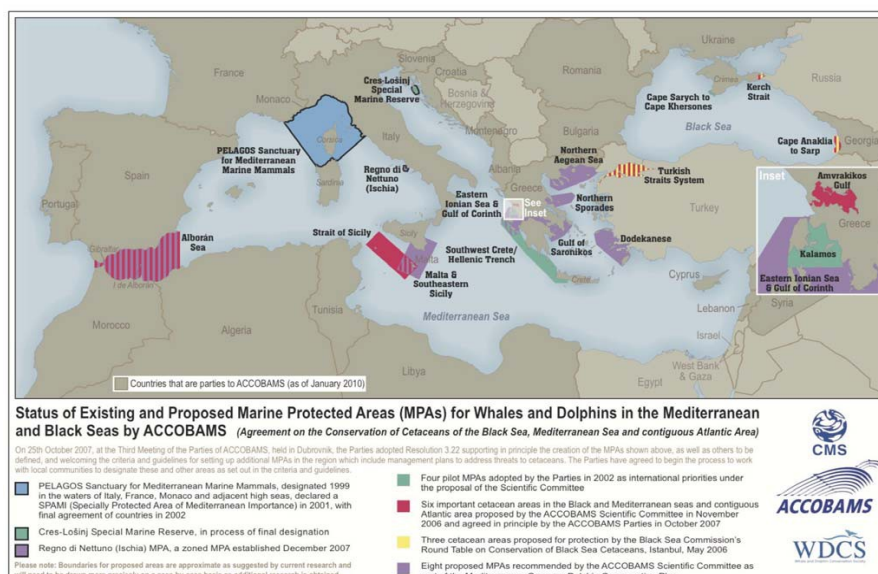 Ukraine
France
Slovenia
Croatia
Romania
Crimea
Russia
Cres-Lošinj
Special
Marine Reserve
Bosnia &
Herzegovina
Cape Sarych to
Cape Khersones
Kerch
Strait
Monaco
Black Sea
Montenegro
Bulgaria
Italy
Corsica
Cape Anaklia
to Sarp
Georgia
PELAGOS Sanctuary
for Mediterranean
Marine Mammals
Northern
Aegean Sea
Albania
Regno di
Nettuno
(Ischia)
Turkish
Straits System
Inset
Amvrakikos
Gulf
Spain
Sardinia
Greece
Eastern
Ionian Sea &
Gulf of Corinth
See
Inset
Northern
Sporades
Turkey
Portugal
Greece
Gibraltar
Alborán
Sea
Strait of Sicily
Sicily
Dodekanese
Gulf of
Saronikos
Southwest Crete/
Hellenic Trench
Kalamos
Malta
Malta &
Southeastern
Sicily
Crete
Cyprus
Eastern Ionian Sea
& Gulf of Corinth
I de Alborán
Syria
Tunisia
Lebanon
Mediterranean Sea
Morocco
Algeria
Israel
Libya
West Bank
& Gaza
Egypt
Countries that are parties to ACCOBAMS (as of January 2010)
Status of Existing and Proposed Marine Protected Areas (MPAs) for Whales and Dolphins in the Mediterranean
and Black Seas by ACCOBAMS (Agreement on the Conservation of Cetaceans of the Black Sea, Mediterranean Sea and contiguous Atlantic Area)
On 25th October 2007, at the Third Meeting of the Parties of ACCOBAMS, held in Dubrovnik, the Parties adopted Resolution 3.22 supporting in principle the creation of the MPAs shown above, as well as others to be
defined, and welcoming the criteria and guidelines for setting up additional MPAs in the region which include management plans to address threats to cetaceans. The Parties have agreed to begin the process to work
with local communities to designate these and other areas as set out in the criteria and guidelines.
PELAGOS Sanctuary for Mediterranean Marine Mammals, designated 1999
in the waters of Italy, France, Monaco and adjacent high seas, declared a
SPAMI (Specially Protected Area of Mediterranean Importance) in 2001, with
final agreement of countries in 2002
Cres-Lošinj Special Marine Reserve, in process of final designation
Regno di Nettuno (Ischia) MPA, a zoned MPA established December 2007
Please note: Boundaries for proposed areas are approximate as suggested by current research and
Four pilot MPAs adopted by the Parties in 2002 as international priorities under
the proposal of the Scientific Committee
Six important cetacean areas in the Black and Mediterranean seas and contiguous
Atlantic area proposed by the ACCOBAMS Scientific Committee in November
2006 and agreed in principle by the ACCOBAMS Parties in October 2007
Three cetacean areas proposed for protection by the Black Sea Commission's
Round Table on Conservation of Black Sea Cetaceans, Istanbul, May 2006
Eight proposed MPAs recommended by the ACCOBAMS Scientific Committee as
CMS
ACCOBAMS
WDCS